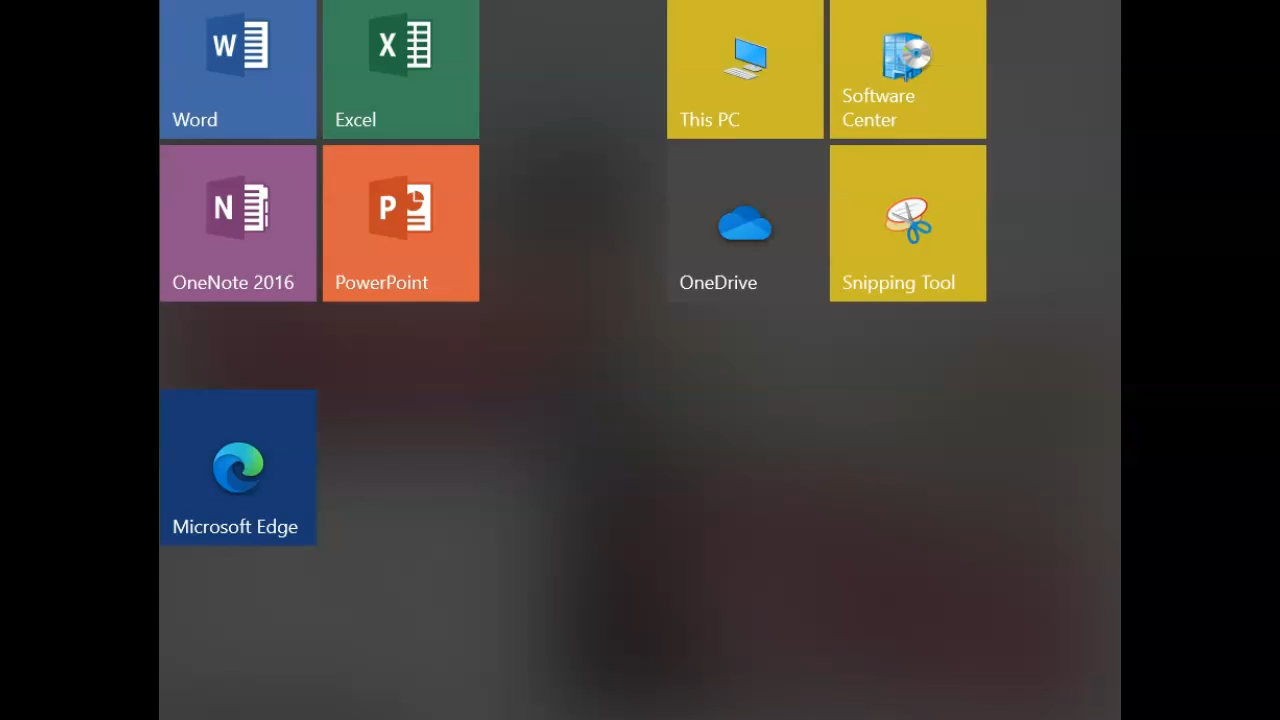 W
X
Word
Excel
This PC
Software
Center
N
P
OneNote 2016
PowerPoint
OneDrive
Snipping Tool
Microsoft Edge